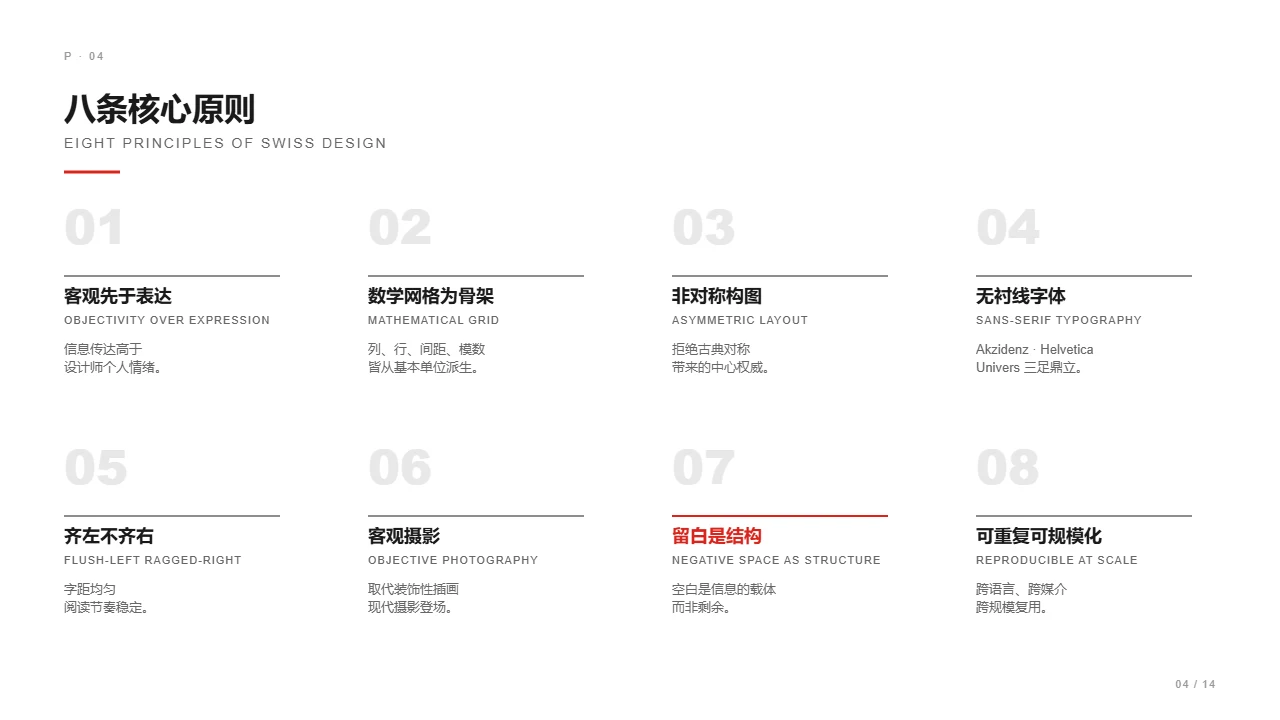 P · 04
八条核心原则
EIGHT PRINCIPLES OF SWISS DESIGN
01
客观先于表达
OBJECTIVITY OVER EXPRESSION
信息传达高于
设计师个人情绪。
02
数学网格为骨架
MATHEMATICAL GRID
列、行、间距、模数
皆从基本单位派生。
03
非对称构图
ASYMMETRIC LAYOUT
拒绝古典对称
带来的中心权威。
04
无衬线字体
SANS-SERIF TYPOGRAPHY
Akzidenz · Helvetica
Univers 三足鼎立。
05
齐左不齐右
FLUSH-LEFT RAGGED-RIGHT
字距均匀
阅读节奏稳定。
06
客观摄影
OBJECTIVE PHOTOGRAPHY
取代装饰性插画
现代摄影登场。
07
留白是结构
NEGATIVE SPACE AS STRUCTURE
空白是信息的载体
而非剩余。
08
可重复可规模化
REPRODUCIBLE AT SCALE
跨语言、跨媒介
跨规模复用。
04 / 14